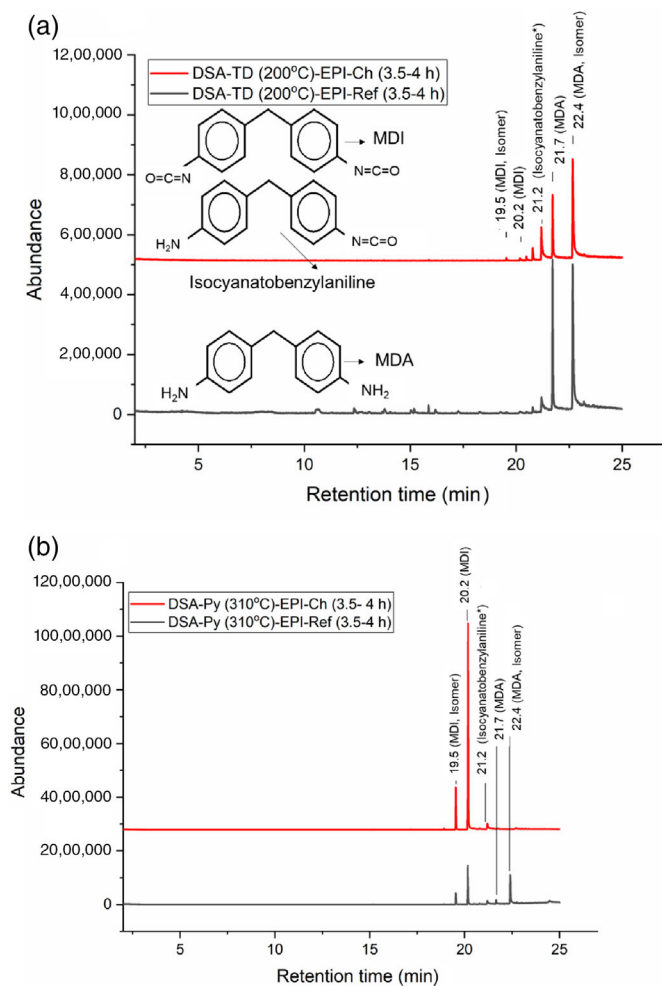 (a)
12,00,000
10,00,000
8,00,000
6,00,000
4,00,000
2,00,000
0
Abundance
DSA-TD (200°C)-EPI-Ch (3.5-4 h)
DSA-TD (200°C)-EPI-Ref (3.5-4 h)
O=C=N
N=C=O
MDI
H₂N
N=C=O
Isocyanatobenzylaniline
H₂N
NH₂
MDA
19.5 (MDI, Isomer)
20.2 (MDI)
21.2 (Isocyanatobenzylaniline*)
21.7 (MDA)
22.4 (MDA, Isomer)
5 10 15 20 25
Retention time (min)
(b)
120,00,000
100,00,000
80,00,000
60,00,000
40,00,000
20,00,000
0
Abundance
DSA-Py (310°C)-EPI-Ch (3.5- 4 h)
DSA-Py (310°C)-EPI-Ref (3.5-4 h)
19.5 (MDI, Isomer)
20.2 (MDI)
21.2 (Isocyanatobenzylaniline*)
21.7 (MDA)
22.4 (MDA, Isomer)
5 10 15 20 25
Retention time (min)